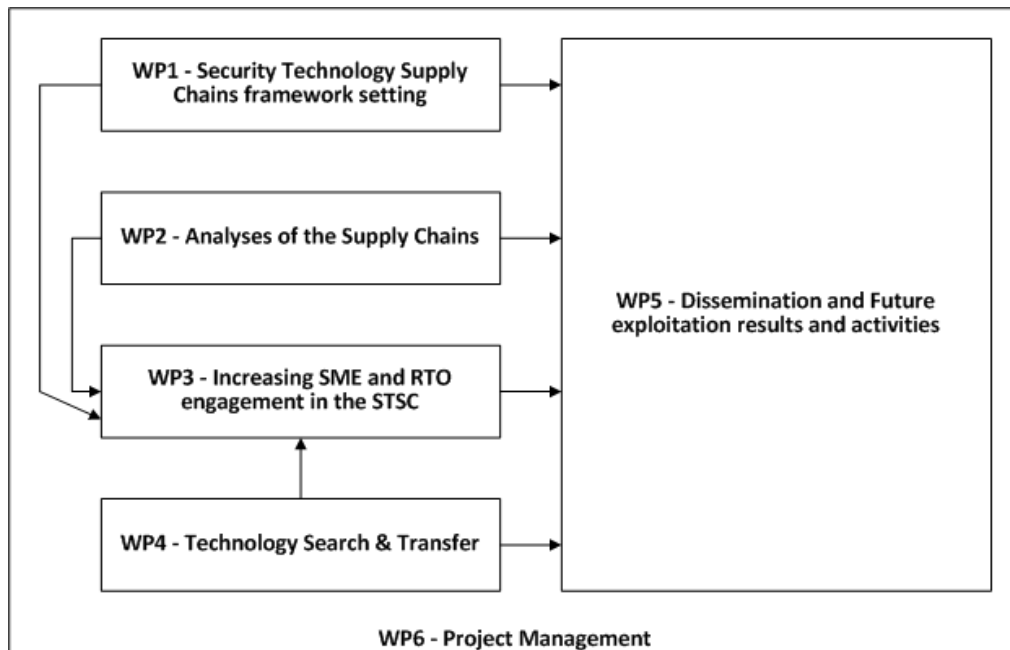 WP1 - Security Technology Supply
Chains framework setting
WP2 - Analyses of the Supply Chains
WP3 - Increasing SME and RTO
engagement in the STSC
WP4 - Technology Search & Transfer
WP5 - Dissemination and Future
exploitation results and activities
WP6 - Project Management